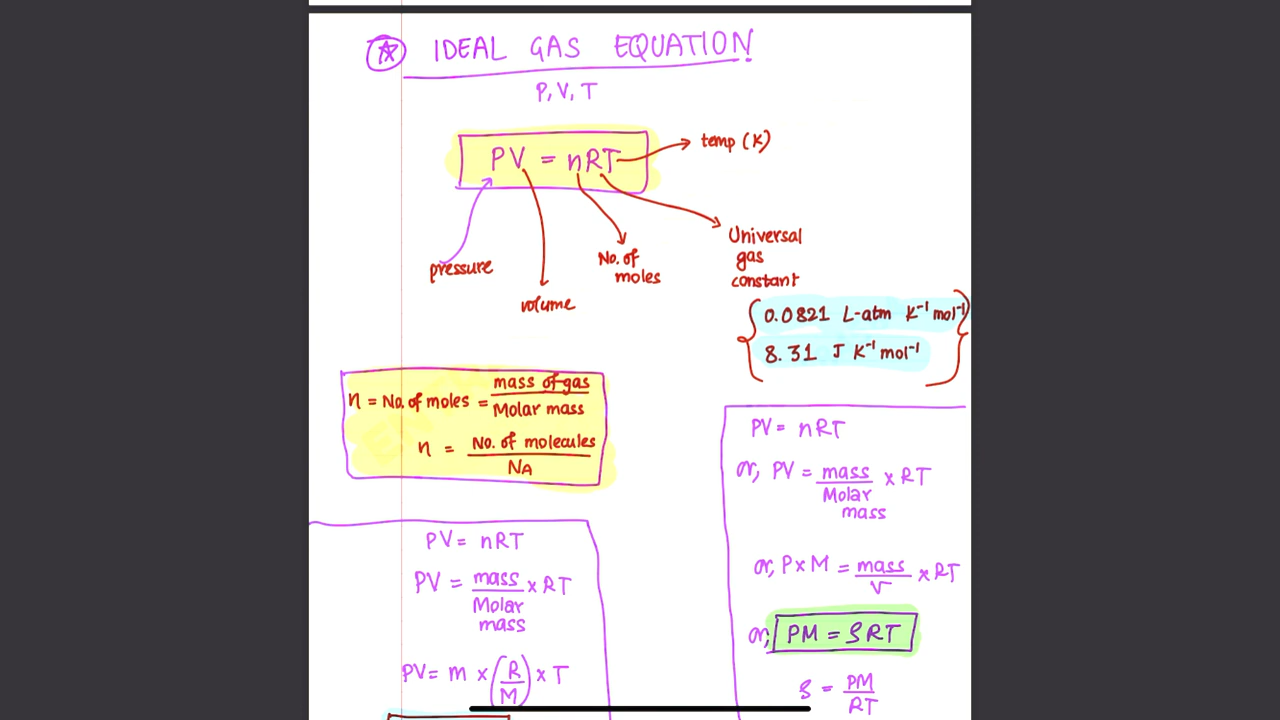 IDEAL GAS EQUATION
P, V, T
PV = nRT
temp (K)
pressure
volume
No. of
moles
Universal
gas
constant
0.0821 L-atm K⁻¹ mol⁻¹
8.31 J K⁻¹ mol⁻¹
n = No. of moles = mass of gas / Molar mass
n = No. of molecules / NA
PV = nRT
PV = mass / Molar mass × RT
PV = m × (R/M) × T
PV = nRT
or, PV = mass / Molar mass × RT
or, P×M = mass / V × RT
or, PM = ρRT
ρ = PM / RT